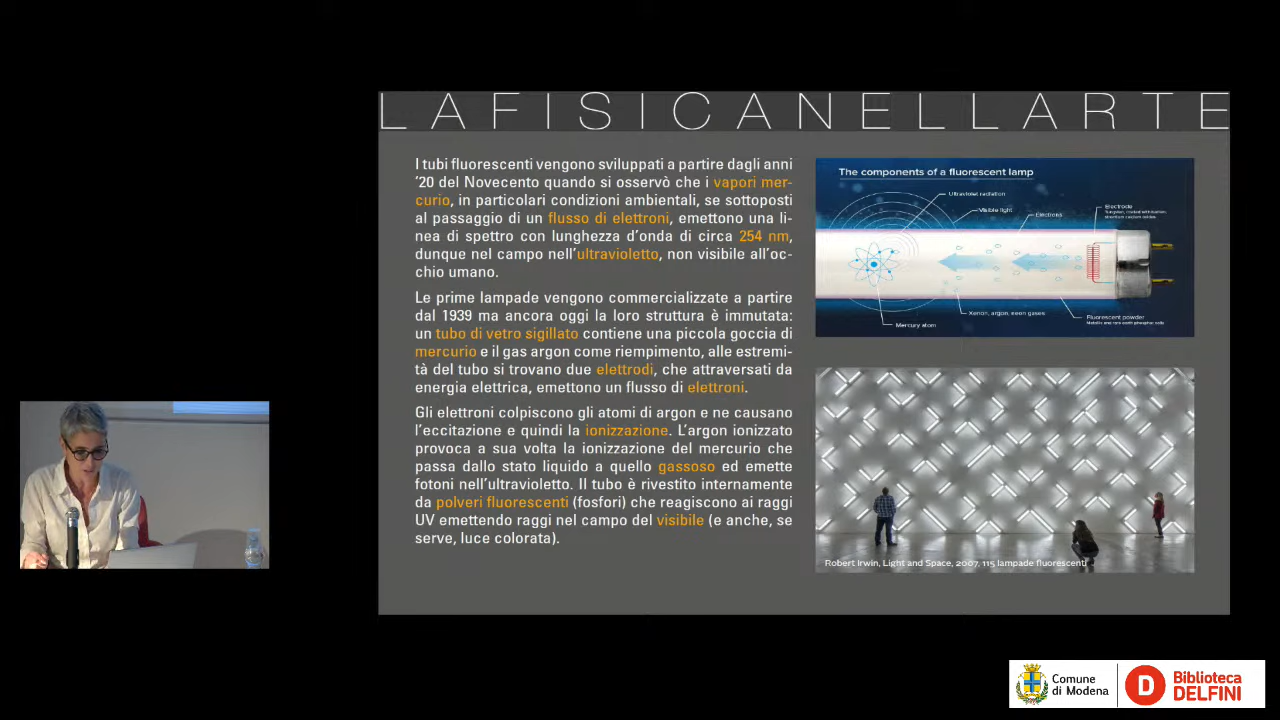 LAFISICANELLARTE
I tubi fluorescenti vengono sviluppati a partire dagli anni
’20 del Novecento quando si osservò che i vapori mer-
curio, in particolari condizioni ambientali, se sottoposti
al passaggio di un flusso di elettroni, emettono una li-
nea di spettro con lunghezza d’onda di circa 254 nm,
dunque nel campo nell’ultravioletto, non visibile all’oc-
chio umano.
Le prime lampade vengono commercializzate a partire
dal 1939 ma ancora oggi la loro struttura è immutata:
un tubo di vetro sigillato contiene una piccola goccia di
mercurio e il gas argon come riempimento, alle estremi-
tà del tubo si trovano due elettrodi, che attraversati da
energia elettrica, emettono un flusso di elettroni.
Gli elettroni colpiscono gli atomi di argon e ne causano
l’eccitazione e quindi la ionizzazione. L’argon ionizzato
provoca a sua volta la ionizzazione del mercurio che
passa dallo stato liquido a quello gassoso ed emette
fotoni nell’ultravioletto. Il tubo è rivestito internamente
da polveri fluorescenti (fosfori) che reagiscono ai raggi
UV emettendo raggi nel campo del visibile (e anche, se
serve, luce colorata).
The components of a fluorescent lamp
Ultraviolet radiation
Visible light
Electrons
Electrode
Mercury atom
Xenon, argon, neon gases
Fluorescent powder
Robert Irwin, Light and Space, 2007, 115 lampade fluorescenti
Comune
di Modena
D
Biblioteca
DELFINI